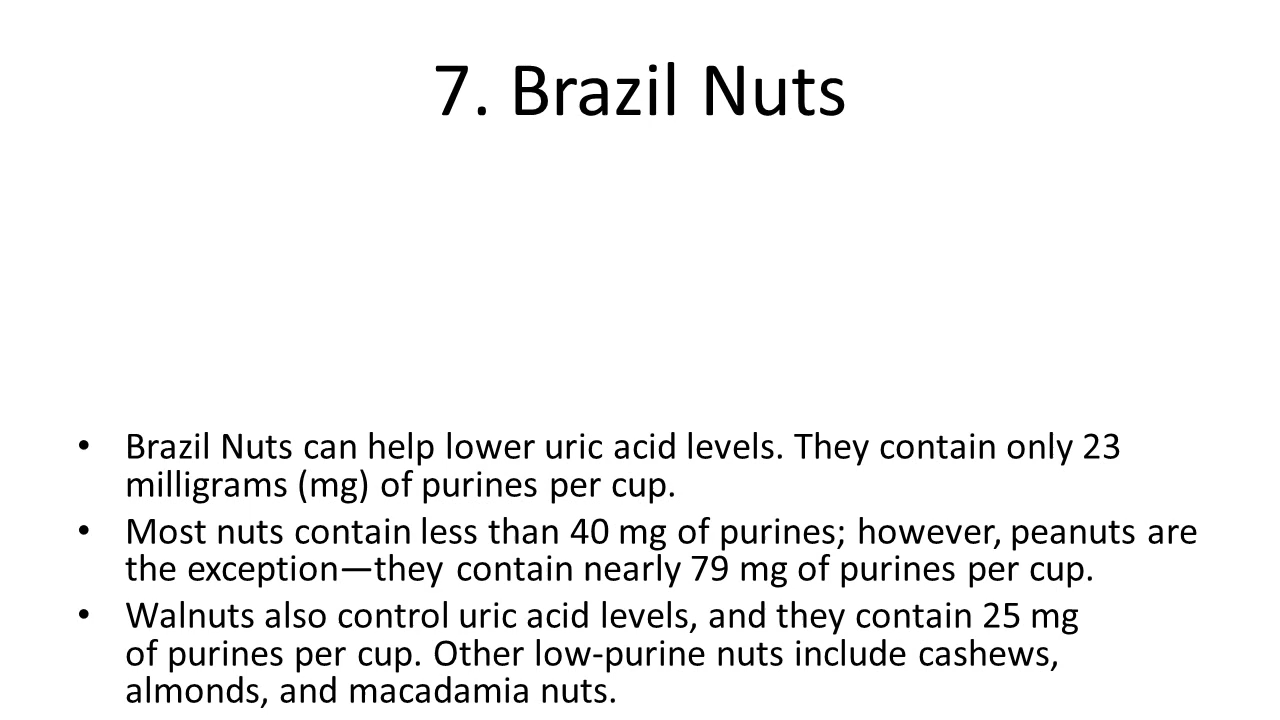 7. Brazil Nuts
• Brazil Nuts can help lower uric acid levels. They contain only 23
milligrams (mg) of purines per cup.
• Most nuts contain less than 40 mg of purines; however, peanuts are
the exception—they contain nearly 79 mg of purines per cup.
• Walnuts also control uric acid levels, and they contain 25 mg
of purines per cup. Other low-purine nuts include cashews,
almonds, and macadamia nuts.